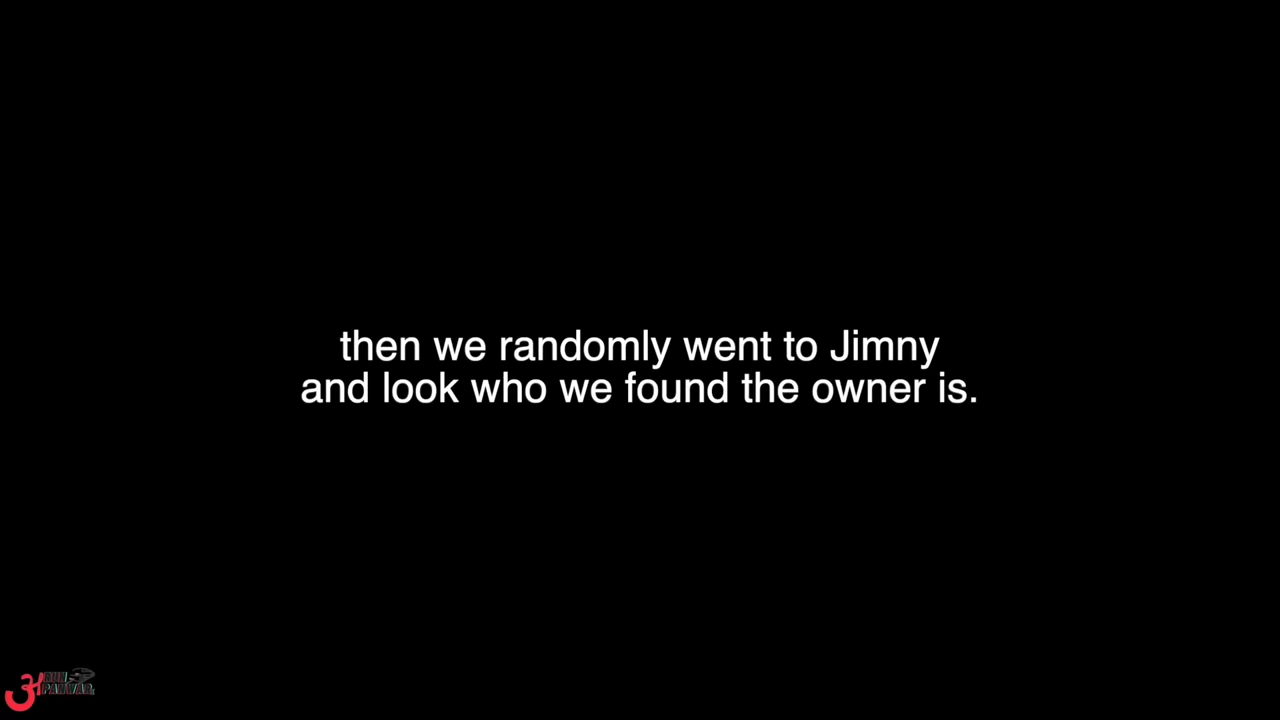 then we randomly went to Jimny
and look who we found the owner is.